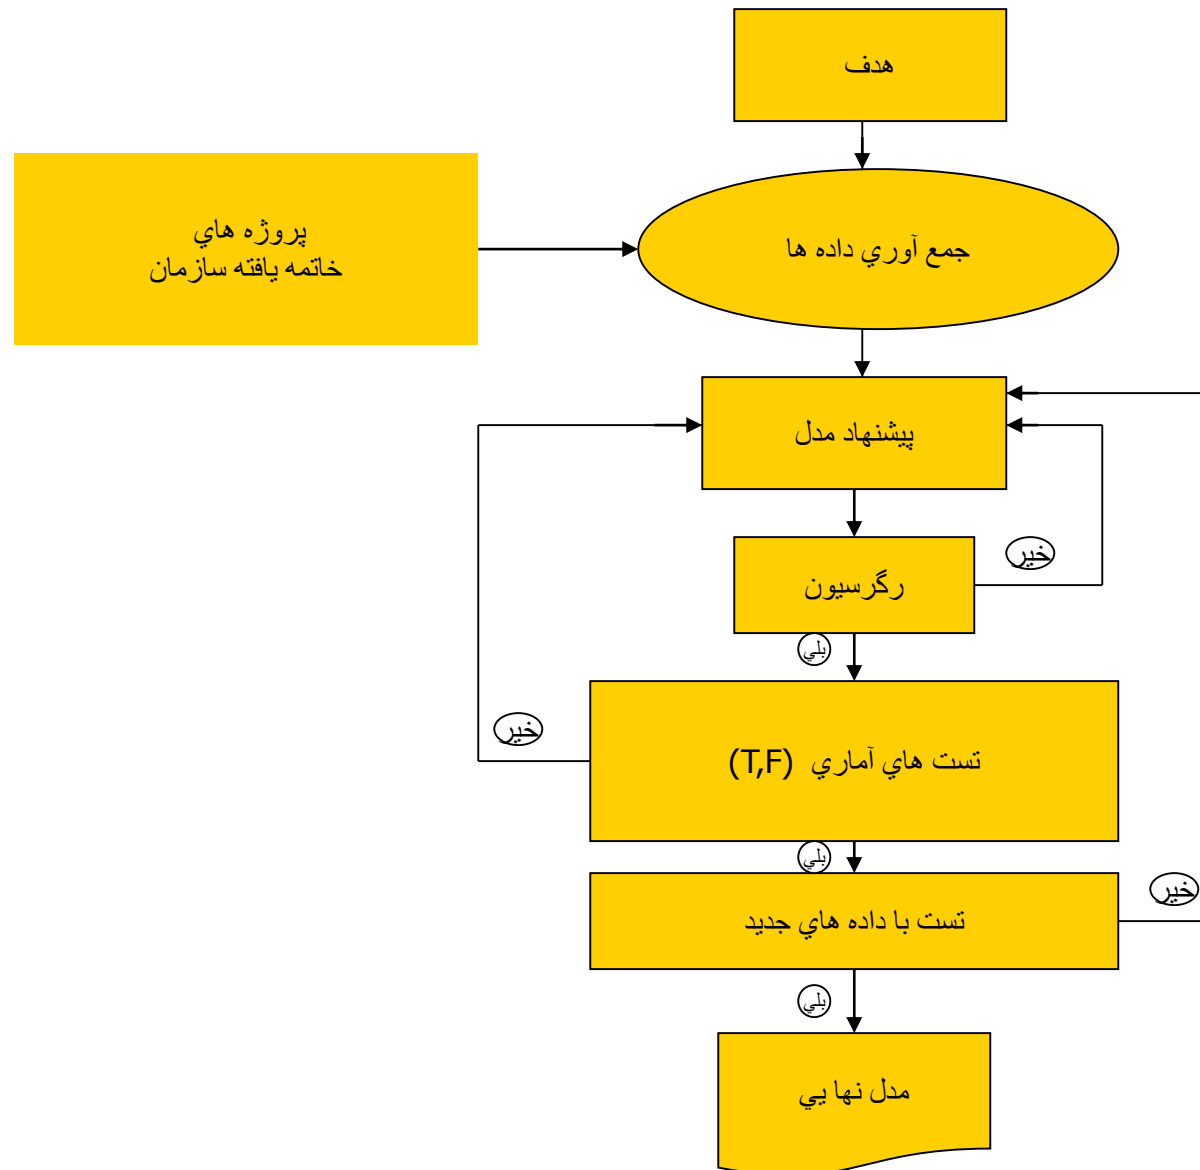 هدف
پروژه هاي
خاتمه يافته سازمان
جمع آوري داده ها
پيشنهاد مدل
خير
رگرسيون
بلي
خير
تست هاي آماري (T,F)
بلي
خير
تست با داده هاي جديد
بلي
مدل نها يي